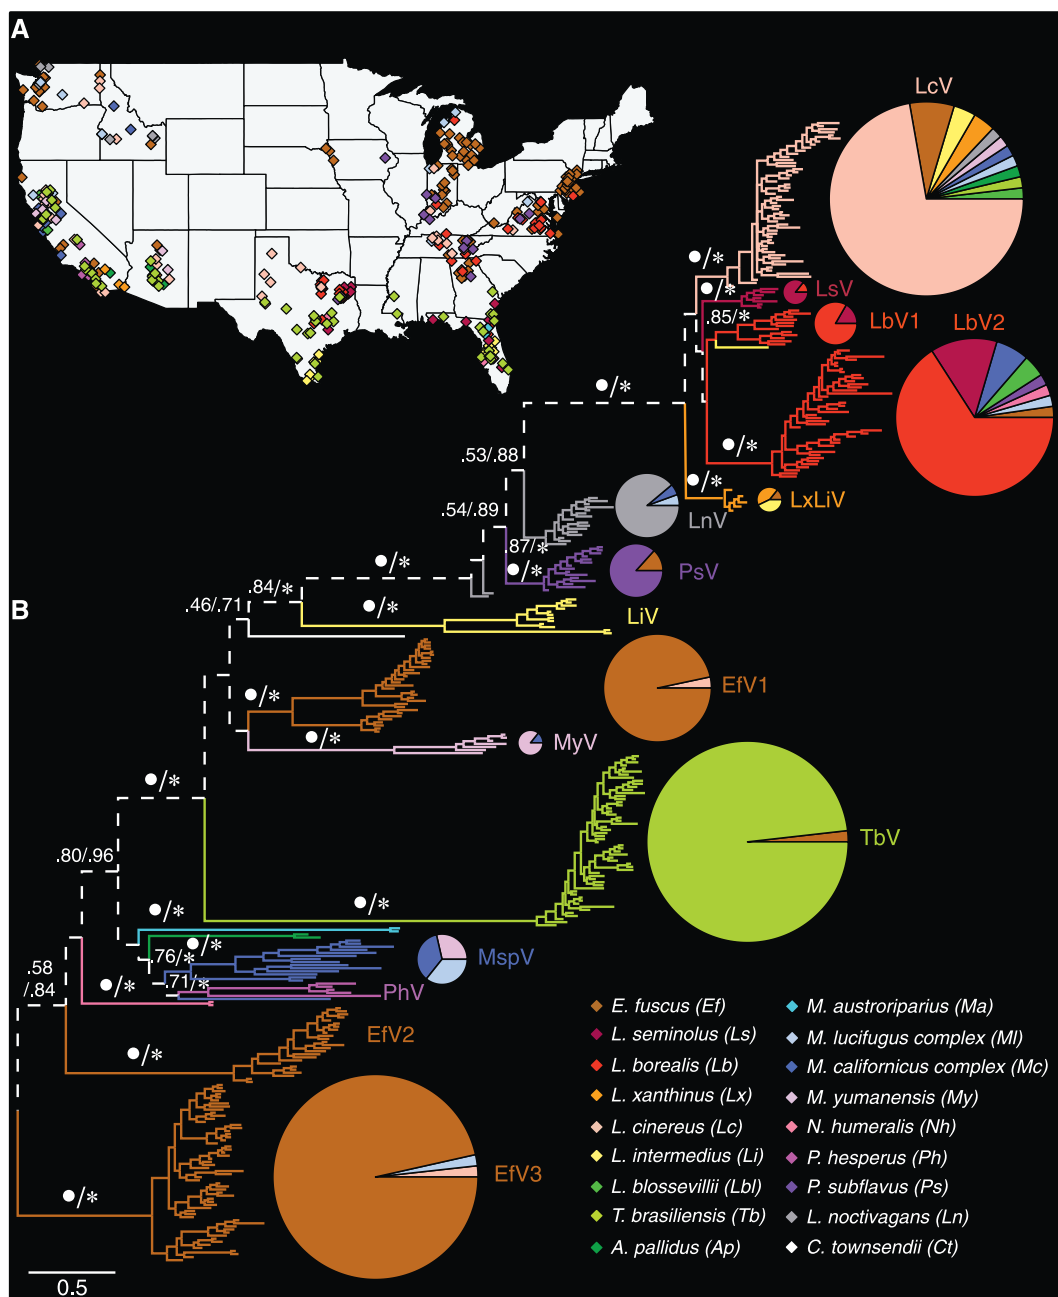 A
LcV
●/*
●/*
LsV
.85/*
LbV1
LbV2
●/*
.53/.88
●/*
●/*
LxLiV
.54/.89
LnV
.87/*
●/*
PsV
●/*
B
.84/*
.46/.71
●/*
LiV
●/*
EfV1
●/*
MyV
●/*
TbV
.80/.96
●/*
●/*
●/*
.76/*
MspV
.58
/.84
●/*
.71/*
PhV
EfV2
●/*
EfV3
●/*
0.5
E. fuscus (Ef)
L. seminolus (Ls)
L. borealis (Lb)
L. xanthinus (Lx)
L. cinereus (Lc)
L. intermedius (Li)
L. blossevillii (Lbl)
T. brasiliensis (Tb)
A. pallidus (Ap)
M. austroriparius (Ma)
M. lucifugus complex (Ml)
M. californicus complex (Mc)
M. yumanensis (My)
N. humeralis (Nh)
P. hesperus (Ph)
P. subflavus (Ps)
L. noctivagans (Ln)
C. townsendii (Ct)